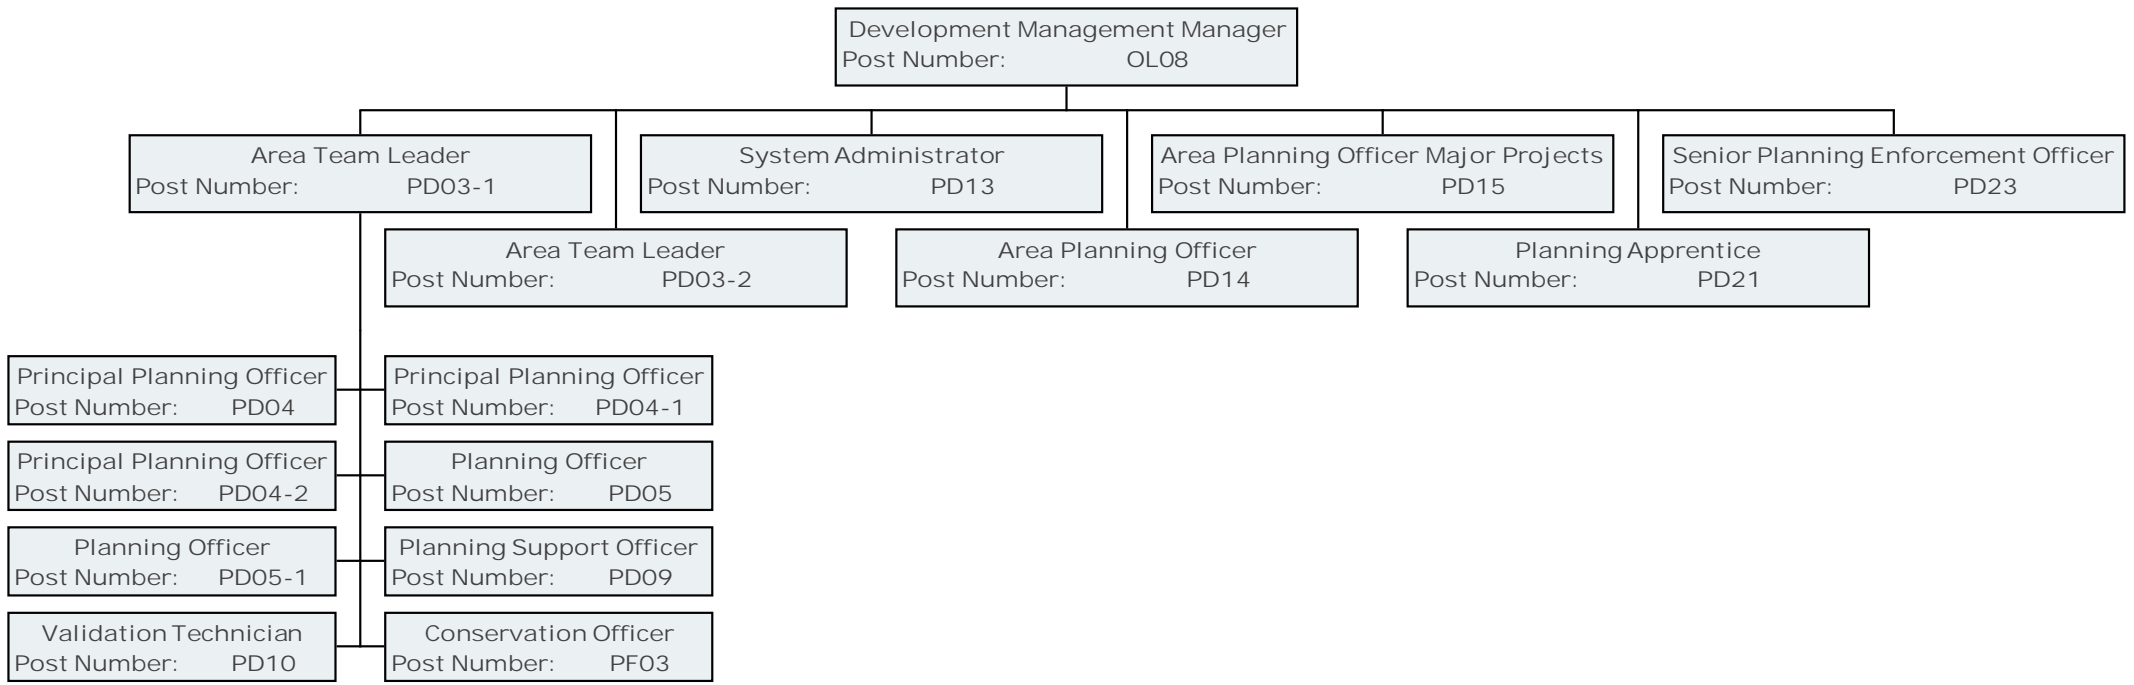 Development Management Manager
Post Number: OL08
Area Team Leader
Post Number: PD03-1
System Administrator
Post Number: PD13
Area Planning Officer Major Projects
Post Number: PD15
Senior Planning Enforcement Officer
Post Number: PD23
Area Team Leader
Post Number: PD03-2
Area Planning Officer
Post Number: PD14
Planning Apprentice
Post Number: PD21
Principal Planning Officer
Post Number: PD04
Principal Planning Officer
Post Number: PD04-1
Principal Planning Officer
Post Number: PD04-2
Planning Officer
Post Number: PD05
Planning Officer
Post Number: PD05-1
Planning Support Officer
Post Number: PD09
Validation Technician
Post Number: PD10
Conservation Officer
Post Number: PF03